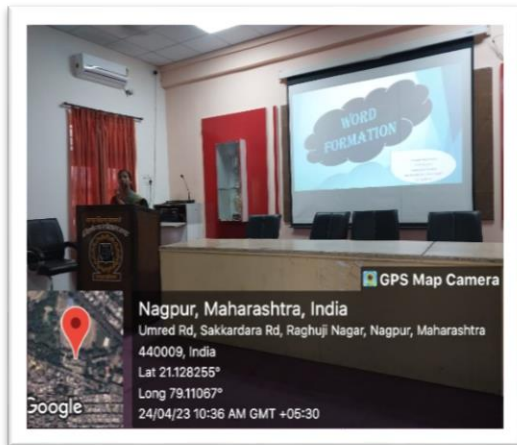 WORD
FORMATION
GPS Map Camera
Nagpur, Maharashtra, India
Umred Rd, Sakkardara Rd, Raghuji Nagar, Nagpur, Maharashtra
440009, India
Lat 21.128255°
Long 79.11067°
24/04/23 10:36 AM GMT +05:30
Google